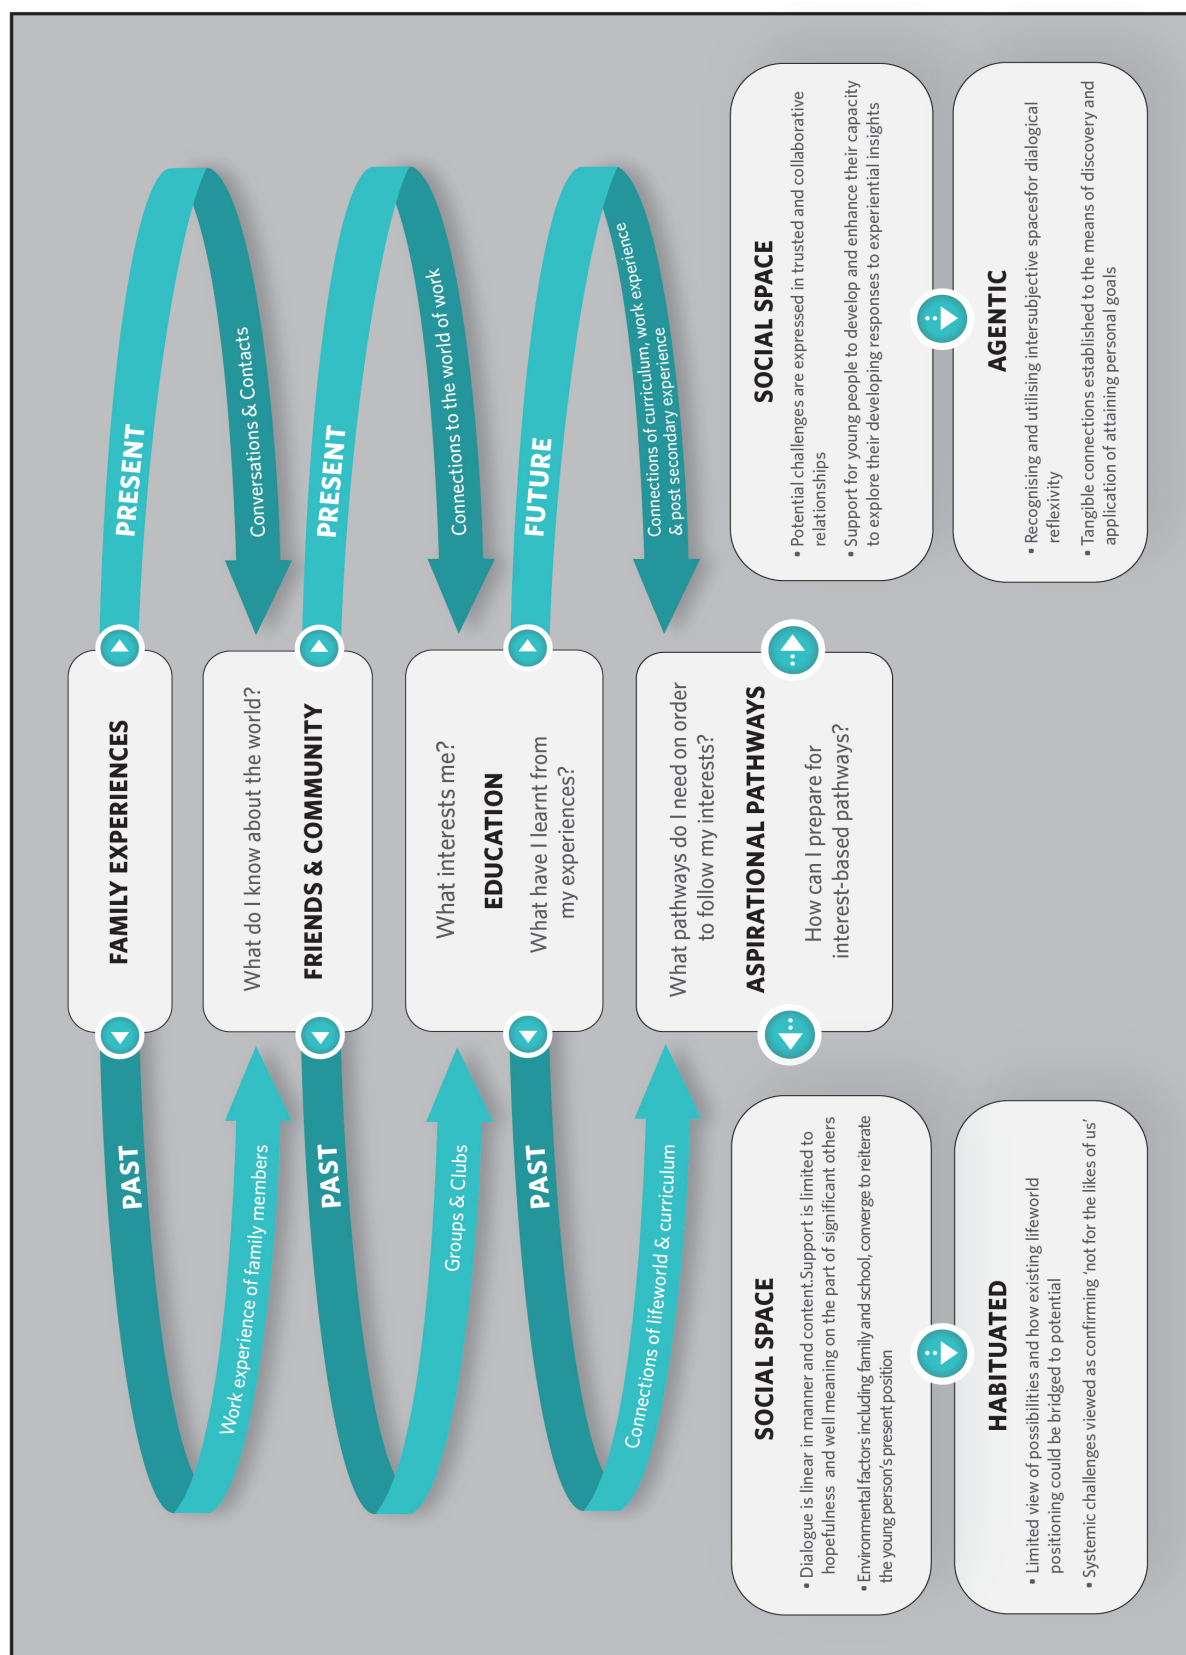 FAMILY EXPERIENCES
PAST
PRESENT
Work experience of family members
Conversations & Contacts
What do I know about the world?
FRIENDS & COMMUNITY
PAST
PRESENT
Groups & Clubs
Connections to the world of work
What interests me?
EDUCATION
What have I learnt from
my experiences?
PAST
FUTURE
Connections of lifeworld & curriculum
Connections of curriculum, work experience
& post secondary experience
What pathways do I need on order
to follow my interests?
ASPIRATIONAL PATHWAYS
How can I prepare for
interest-based pathways?
SOCIAL SPACE
▪ Dialogue is linear in manner and content.Support is limited to
hopefulness and well meaning on the part of significant others
▪ Environmental factors including family and school, converge to reiterate
the young person's present position
HABITUATED
▪ Limited view of possibilities and how existing lifeworld
positioning could be bridged to potential
▪ Systemic challenges viewed as confirming ‘not for the likes of us’
SOCIAL SPACE
▪ Potential challenges are expressed in trusted and collaborative
relationships
▪ Support for young people to develop and enhance their capacity
to explore their developing responses to experiential insights
AGENTIC
▪ Recognising and utilising intersubjective spacesfor dialogical
reflexivity
▪ Tangible connections established to the means of discovery and
application of attaining personal goals